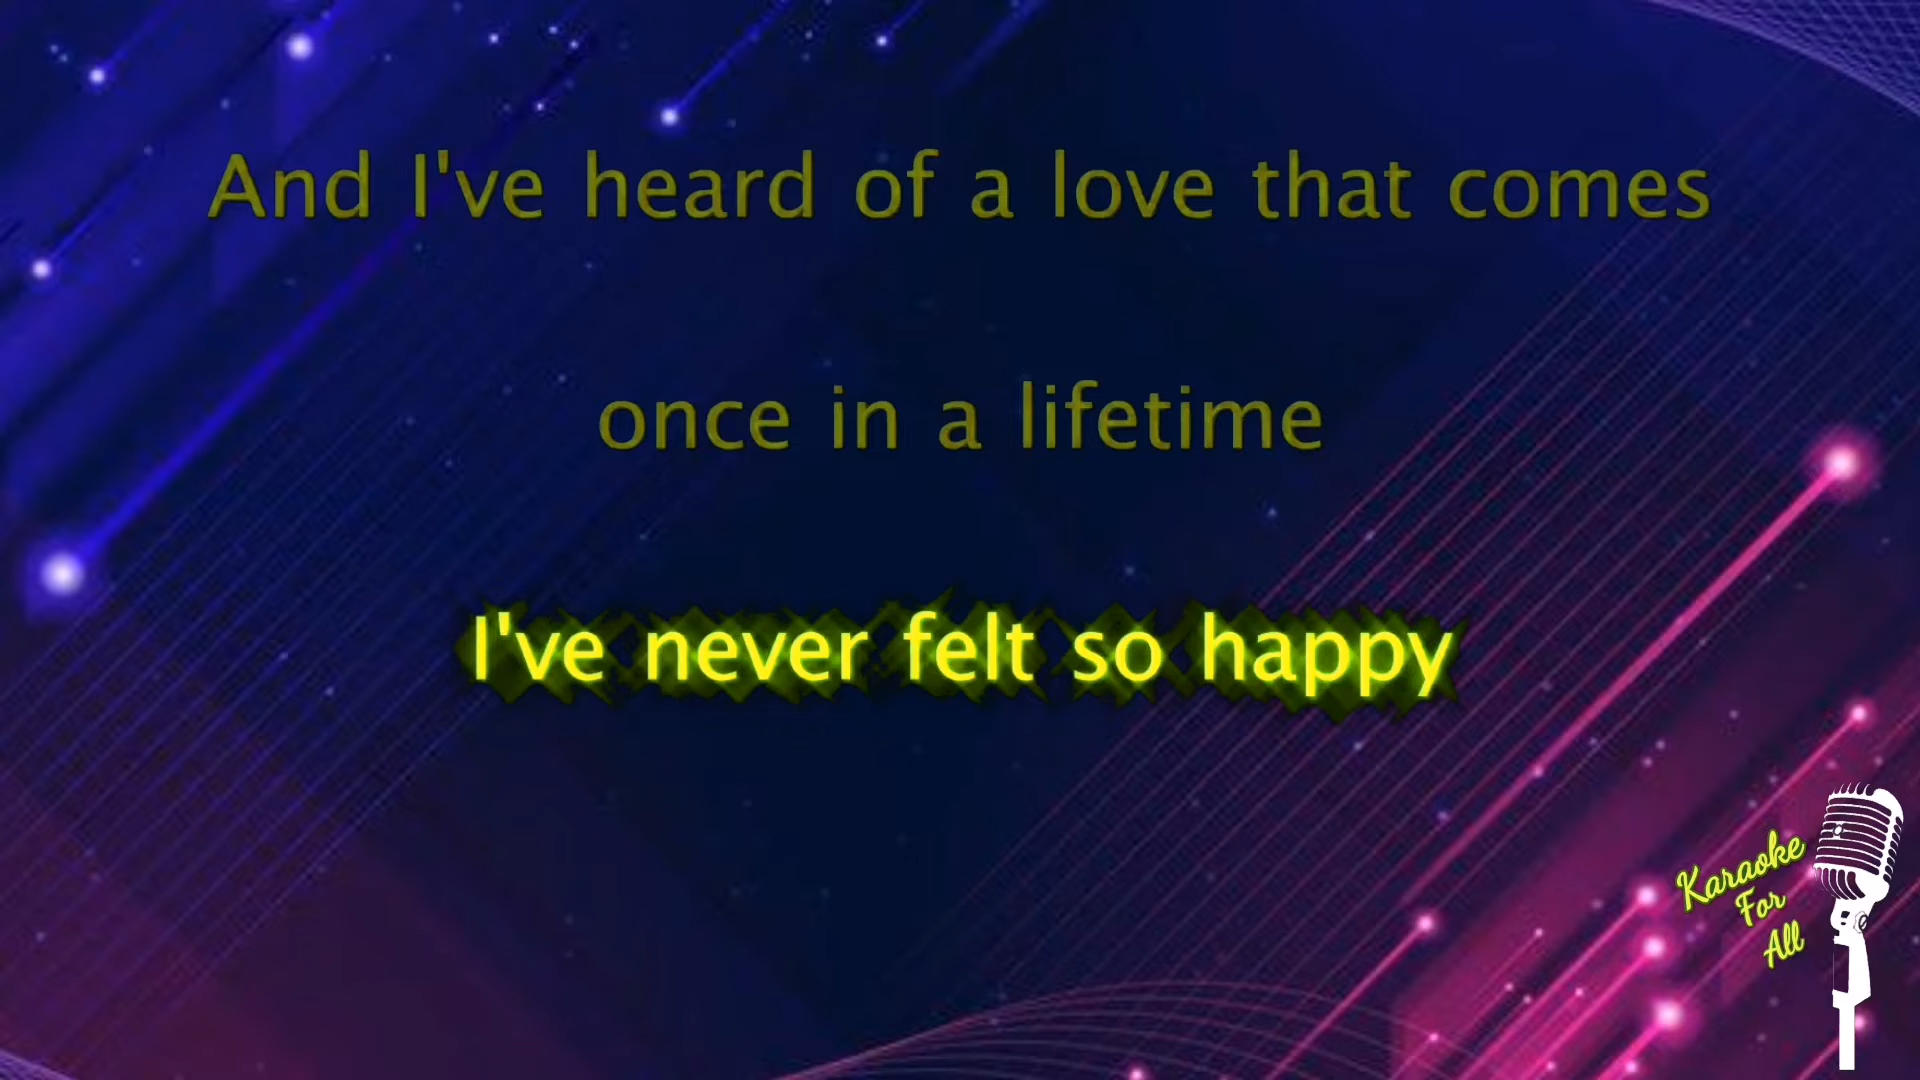 And I've heard of a love that comes
once in a lifetime
I've never felt so happy
Karaoke
For
All